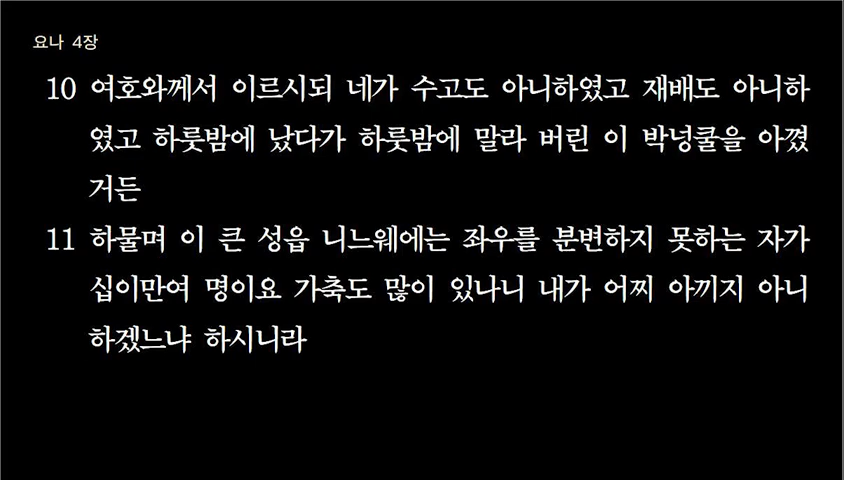 요나 4장
10 여호와께서 이르시되 네가 수고도 아니하였고 재배도 아니하
였고 하룻밤에 났다가 하룻밤에 말라 버린 이 박넝쿨을 아꼈
거든
11 하물며 이 큰 성읍 니느웨에는 좌우를 분변하지 못하는 자가
십이만여 명이요 가축도 많이 있나니 내가 어찌 아끼지 아니
하겠느냐 하시니라